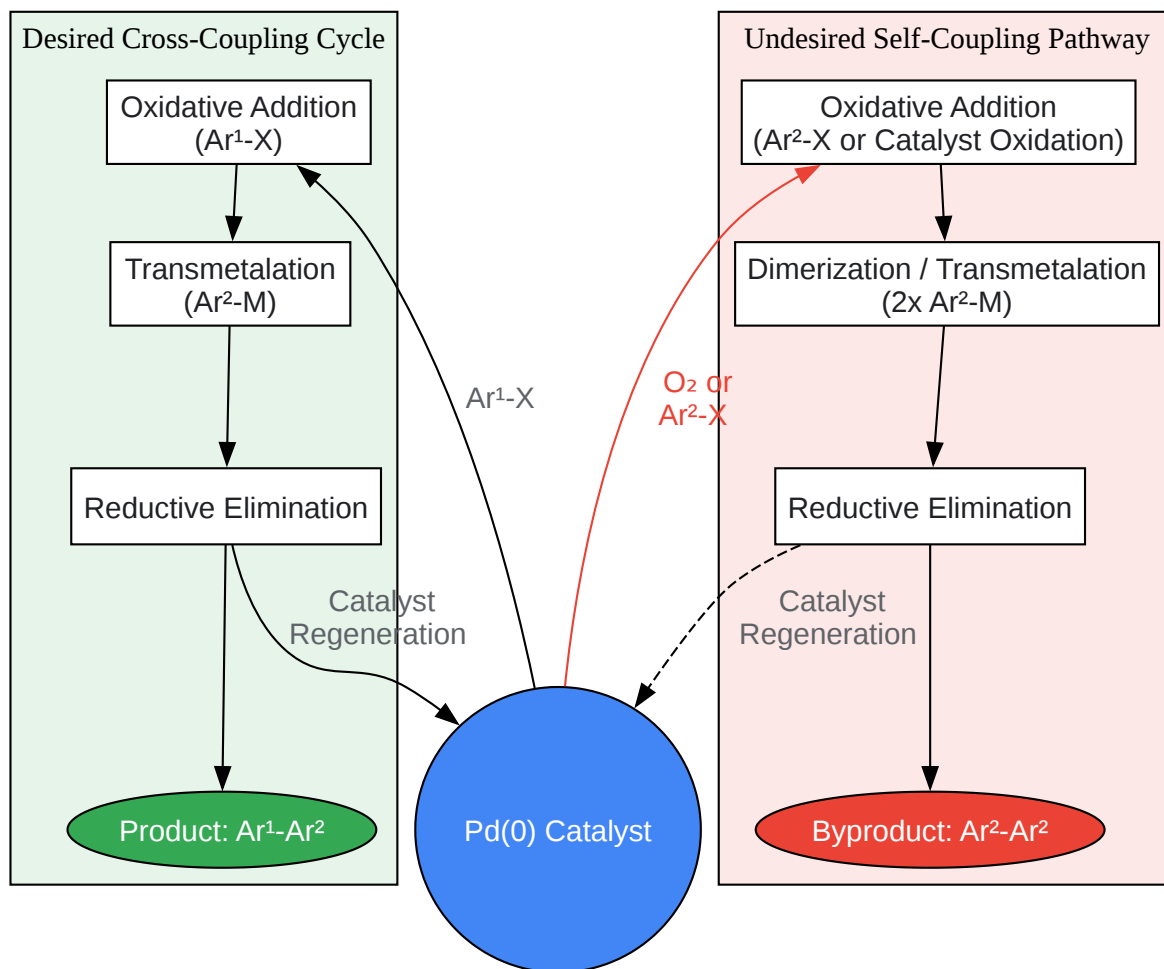 Desired Cross-Coupling Cycle
Oxidative Addition
(Ar¹-X)
Transmetalation
(Ar²-M)
Reductive Elimination
Catalyst
Regeneration
Product: Ar¹-Ar²
Ar¹-X
Pd(0) Catalyst
O₂ or
Ar²-X
Undesired Self-Coupling Pathway
Oxidative Addition
(Ar²-X or Catalyst Oxidation)
Dimerization / Transmetalation
(2x Ar²-M)
Reductive Elimination
Catalyst
Regeneration
Byproduct: Ar²-Ar²